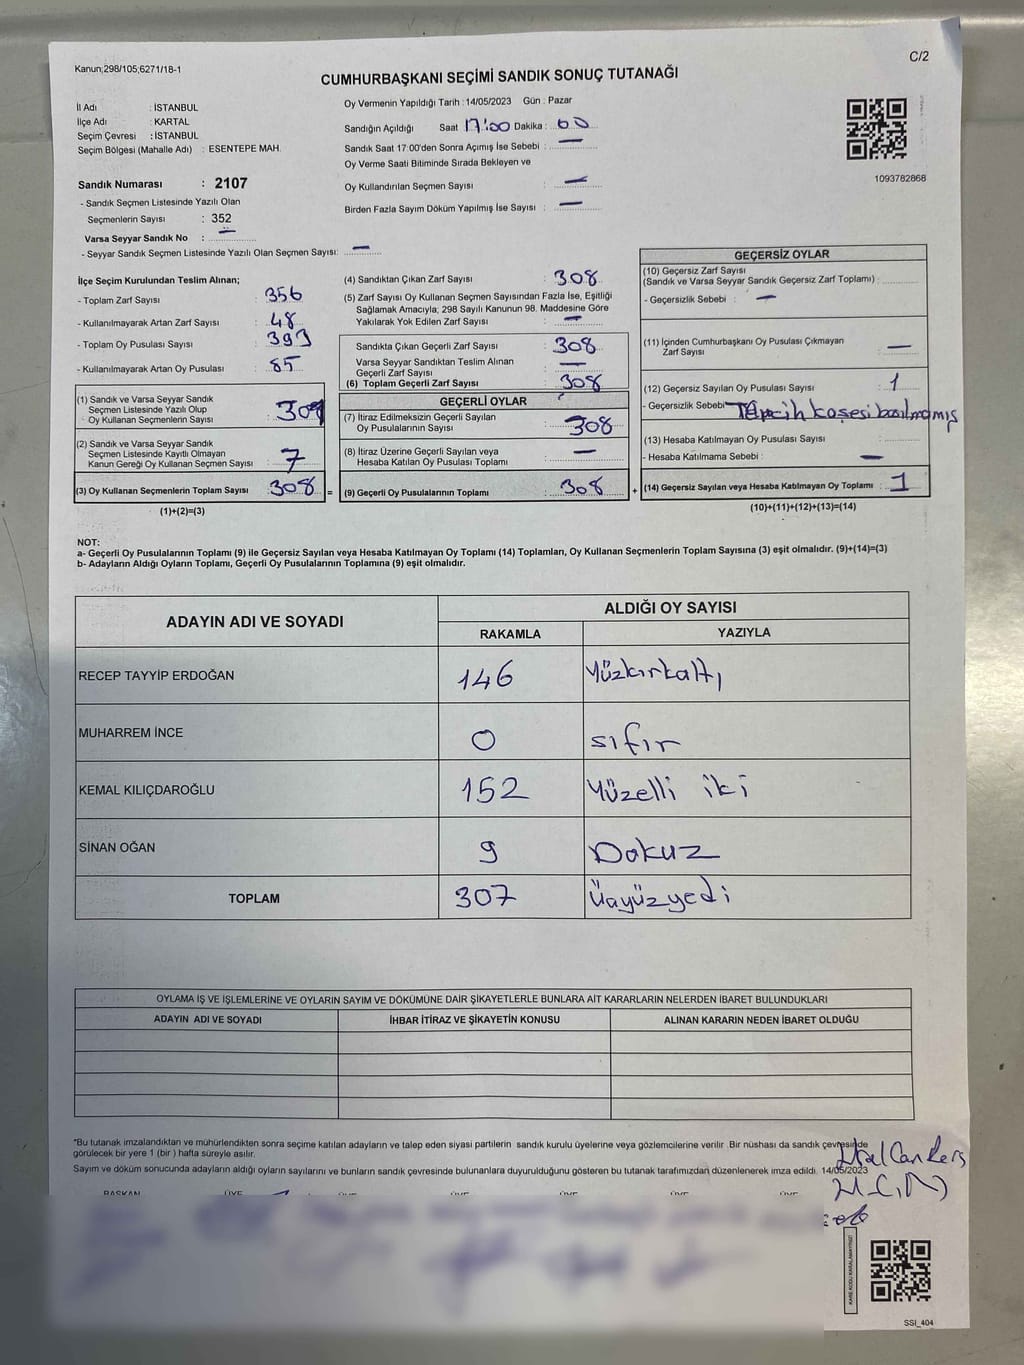 Kanun;298/105;6271/18-1
C/2
CUMHURBAŞKANI SEÇİMİ SANDIK SONUÇ TUTANAĞI
İl Adı : İSTANBUL
İlçe Adı : KARTAL
Seçim Çevresi : İSTANBUL
Seçim Bölgesi (Mahalle Adı) : ESENTEPE MAH.
Sandık Numarası : 2107
- Sandık Seçmen Listesinde Yazılı Olan
Seçmenlerin Sayısı : 352
Varsa Seyyar Sandık No : –
- Seyyar Sandık Seçmen Listesinde Yazılı Olan Seçmen Sayısı: –
Oy Vermenin Yapıldığı Tarih : 14/05/2023 Gün : Pazar
Sandığın Açıldığı Saat 17:00 Dakika : 00
Sandık Saat 17:00'den Sonra Açımış İse Sebebi : –
Oy Verme Saati Bitiminde Sırada Bekleyen ve
Oy Kullandırılan Seçmen Sayısı : –
Birden Fazla Sayım Döküm Yapılmış İse Sayısı : –
1093782868
İlçe Seçim Kurulundan Teslim Alınan;
- Toplam Zarf Sayısı : 356
- Kullanılmayarak Artan Zarf Sayısı : 48
- Toplam Oy Pusulası Sayısı : 393
- Kullanılmayarak Artan Oy Pusulası : 85
(1) Sandık ve Varsa Seyyar Sandık
Seçmen Listesinde Yazılı Olup
Oy Kullanan Seçmenlerin Sayısı : 301
(2) Sandık ve Varsa Seyyar Sandık
Seçmen Listesinde Kayıtlı Olmayan
Kanun Gereği Oy Kullanan Seçmen Sayısı : 7
(3) Oy Kullanan Seçmenlerin Toplam Sayısı : 308 =
(1)+(2)=(3)
(4) Sandıktan Çıkan Zarf Sayısı : 308
(5) Zarf Sayısı Oy Kullanan Seçmen Sayısından Fazla İse, Eşitliği
Sağlamak Amacıyla; 298 Sayılı Kanunun 98. Maddesine Göre
Yakılarak Yok Edilen Zarf Sayısı : –
Sandıkta Çıkan Geçerli Zarf Sayısı : 308
Varsa Seyyar Sandıktan Teslim Alınan
Geçerli Zarf Sayısı : –
(6) Toplam Geçerli Zarf Sayısı : 308
GEÇERLİ OYLAR
(7) İtiraz Edilmeksizin Geçerli Sayılan
Oy Pusulalarının Sayısı : 308
(8) İtiraz Üzerine Geçerli Sayılan veya
Hesaba Katılan Oy Pusulası Toplamı : –
(9) Geçerli Oy Pusulalarının Toplamı : 308 +
GEÇERSİZ OYLAR
(10) Geçersiz Zarf Sayısı
(Sandık ve Varsa Seyyar Sandık Geçersiz Zarf Toplamı) :
- Geçersizlik Sebebi : –
(11) İçinden Cumhurbaşkanı Oy Pusulası Çıkmayan
Zarf Sayısı : –
(12) Geçersiz Sayılan Oy Pusulası Sayısı : 1
- Geçersizlik Sebebi Tercih kaşesi basılmamış
(13) Hesaba Katılmayan Oy Pusulası Sayısı :
- Hesaba Katılmama Sebebi : –
(14) Geçersiz Sayılan veya Hesaba Katılmayan Oy Toplamı : 1
(10)+(11)+(12)+(13)=(14)
NOT:
a- Geçerli Oy Pusulalarının Toplamı (9) ile Geçersiz Sayılan veya Hesaba Katılmayan Oy Toplamı (14) Toplamları, Oy Kullanan Seçmenlerin Toplam Sayısına (3) eşit olmalıdır. (9)+(14)=(3)
b- Adayların Aldığı Oyların Toplamı, Geçerli Oy Pusulalarının Toplamına (9) eşit olmalıdır.
ADAYIN ADI VE SOYADI
ALDIĞI OY SAYISI
RAKAMLA YAZIYLA
RECEP TAYYİP ERDOĞAN 146 Yüzkırkaltı
MUHARREM İNCE 0 sıfır
KEMAL KILIÇDAROĞLU 152 Yüzelli iki
SİNAN OĞAN 9 Dokuz
TOPLAM 307 Üçyüzyedi
OYLAMA İŞ VE İŞLEMLERİNE VE OYLARIN SAYIM VE DÖKÜMÜNE DAİR ŞİKAYETLERLE BUNLARA AİT KARARLARIN NELERDEN İBARET BULUNDUKLARI
ADAYIN ADI VE SOYADI İHBAR İTİRAZ VE ŞİKAYETİN KONUSU ALINAN KARARIN NEDEN İBARET OLDUĞU
*Bu tutanak imzalandıktan ve mühürlendikten sonra seçime katılan adayların ve talep eden siyasi partilerin sandık kurulu üyelerine veya gözlemcilerine verilir. Bir nüshası da sandık çevresinde
görülecek bir yere 1 (bir) hafta süreyle asılır.
Sayım ve döküm sonucunda adayların aldığı oyların sayılarını ve bunların sandık çevresinde bulunanlara duyurulduğunu gösteren bu tutanak tarafımızdan düzenlenerek imza edildi. 14/05/2023
BAŞKAN ÜYE ÜYE ÜYE ÜYE ÜYE ÜYE
KARE KODU KARALAMAYINIZ!
SSI_404